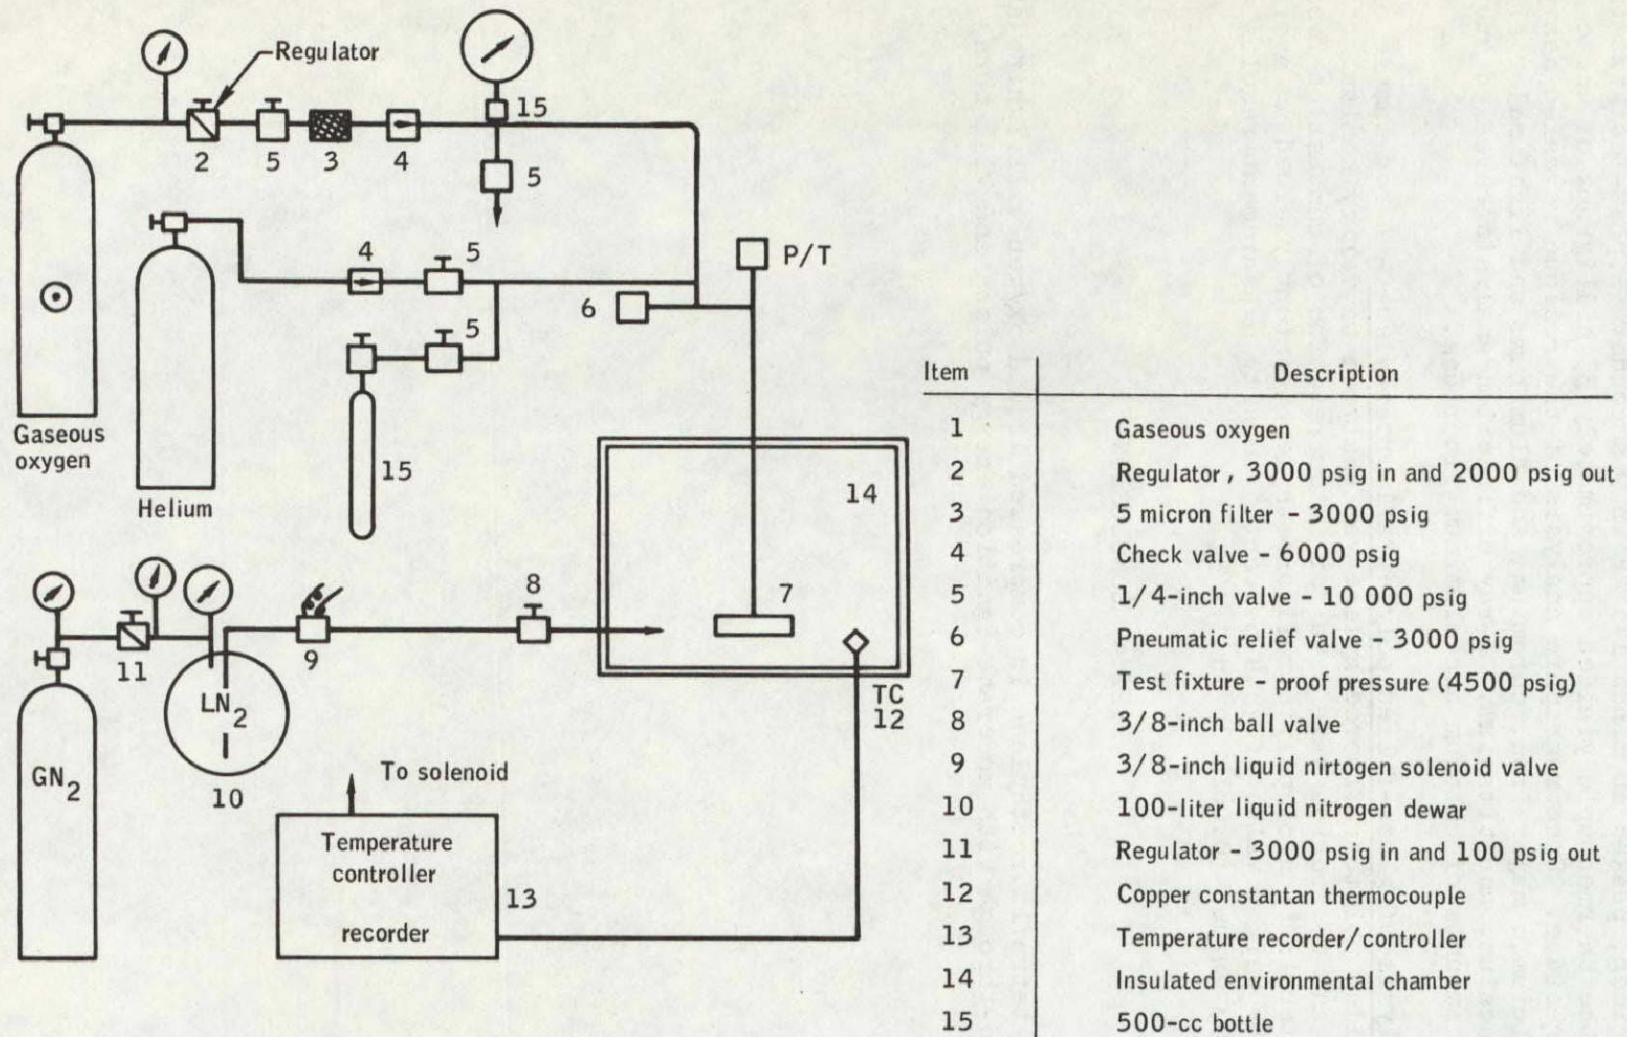 Regulator
15
2
5
3
4
5
4
5
P/T
6
5
Gaseous
oxygen
Helium
15
14
7
8
9
11
LN2
10
GN2
TC
12
To solenoid
Temperature
controller
recorder
13
Item Description
1 Gaseous oxygen
2 Regulator, 3000 psig in and 2000 psig out
3 5 micron filter - 3000 psig
4 Check valve - 6000 psig
5 1/4-inch valve - 10 000 psig
6 Pneumatic relief valve - 3000 psig
7 Test fixture - proof pressure (4500 psig)
8 3/8-inch ball valve
9 3/8-inch liquid nirtogen solenoid valve
10 100-liter liquid nitrogen dewar
11 Regulator - 3000 psig in and 100 psig out
12 Copper constantan thermocouple
13 Temperature recorder/controller
14 Insulated environmental chamber
15 500-cc bottle